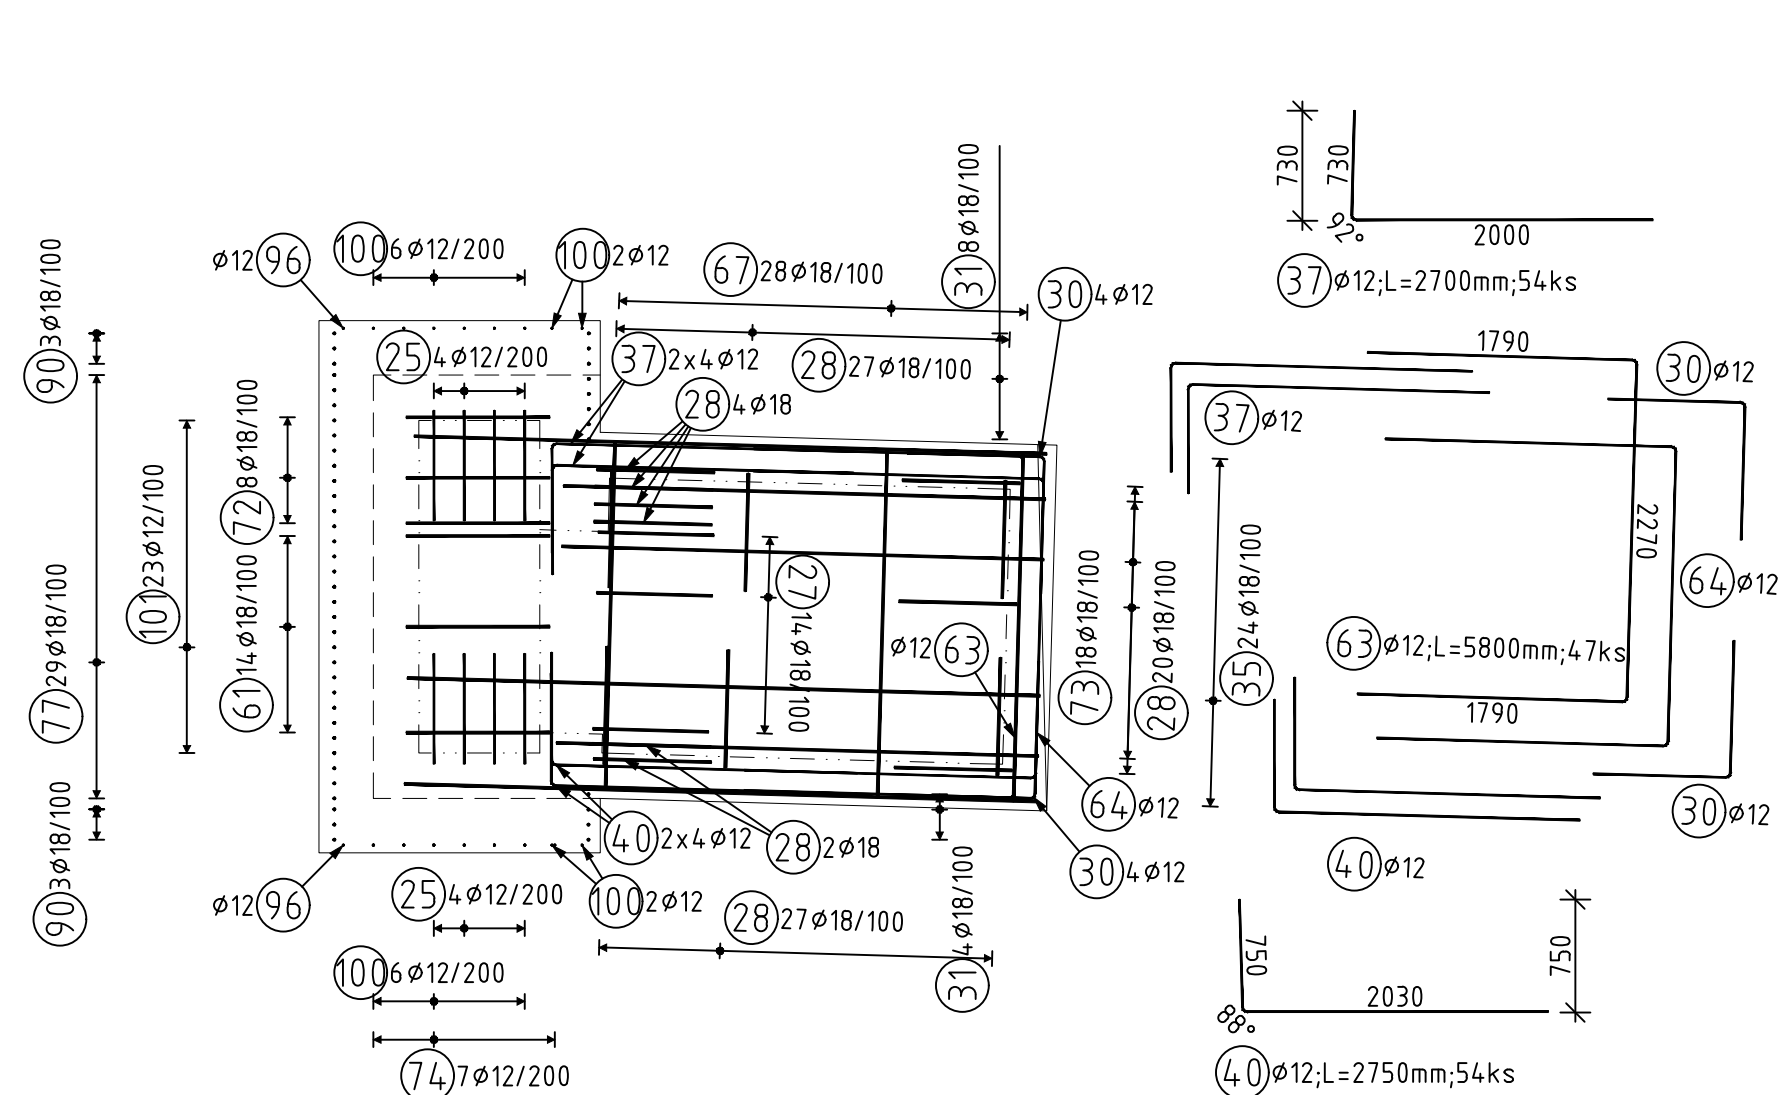 730
730
92°
2000
37 ø12;L=2700mm;54ks
ø12 96
100 6ø12/200
100 2ø12
67 28ø18/100
31 8ø18/100
30 4ø12
90 3ø18/100
25 4ø12/200
37 2x4ø12
28 27ø18/100
28 4ø18
1790
30 ø12
37 ø12
72 8ø18/100
101 23ø12/100
61 14ø18/100
77 29ø18/100
27 14ø18/100
ø12 63
73 18ø18/100
28 20ø18/100
35 24ø18/100
2270
64 ø12
63 ø12;L=5800mm;47ks
1790
90 3ø18/100
40 2x4ø12
28 2ø18
64 ø12
30 4ø12
30 ø12
40 ø12
ø12 96
25 4ø12/200
100 2ø12
28 27ø18/100
31 4ø18/100
100 6ø12/200
74 7ø12/200
750
750
2030
88°
40 ø12;L=2750mm;54ks